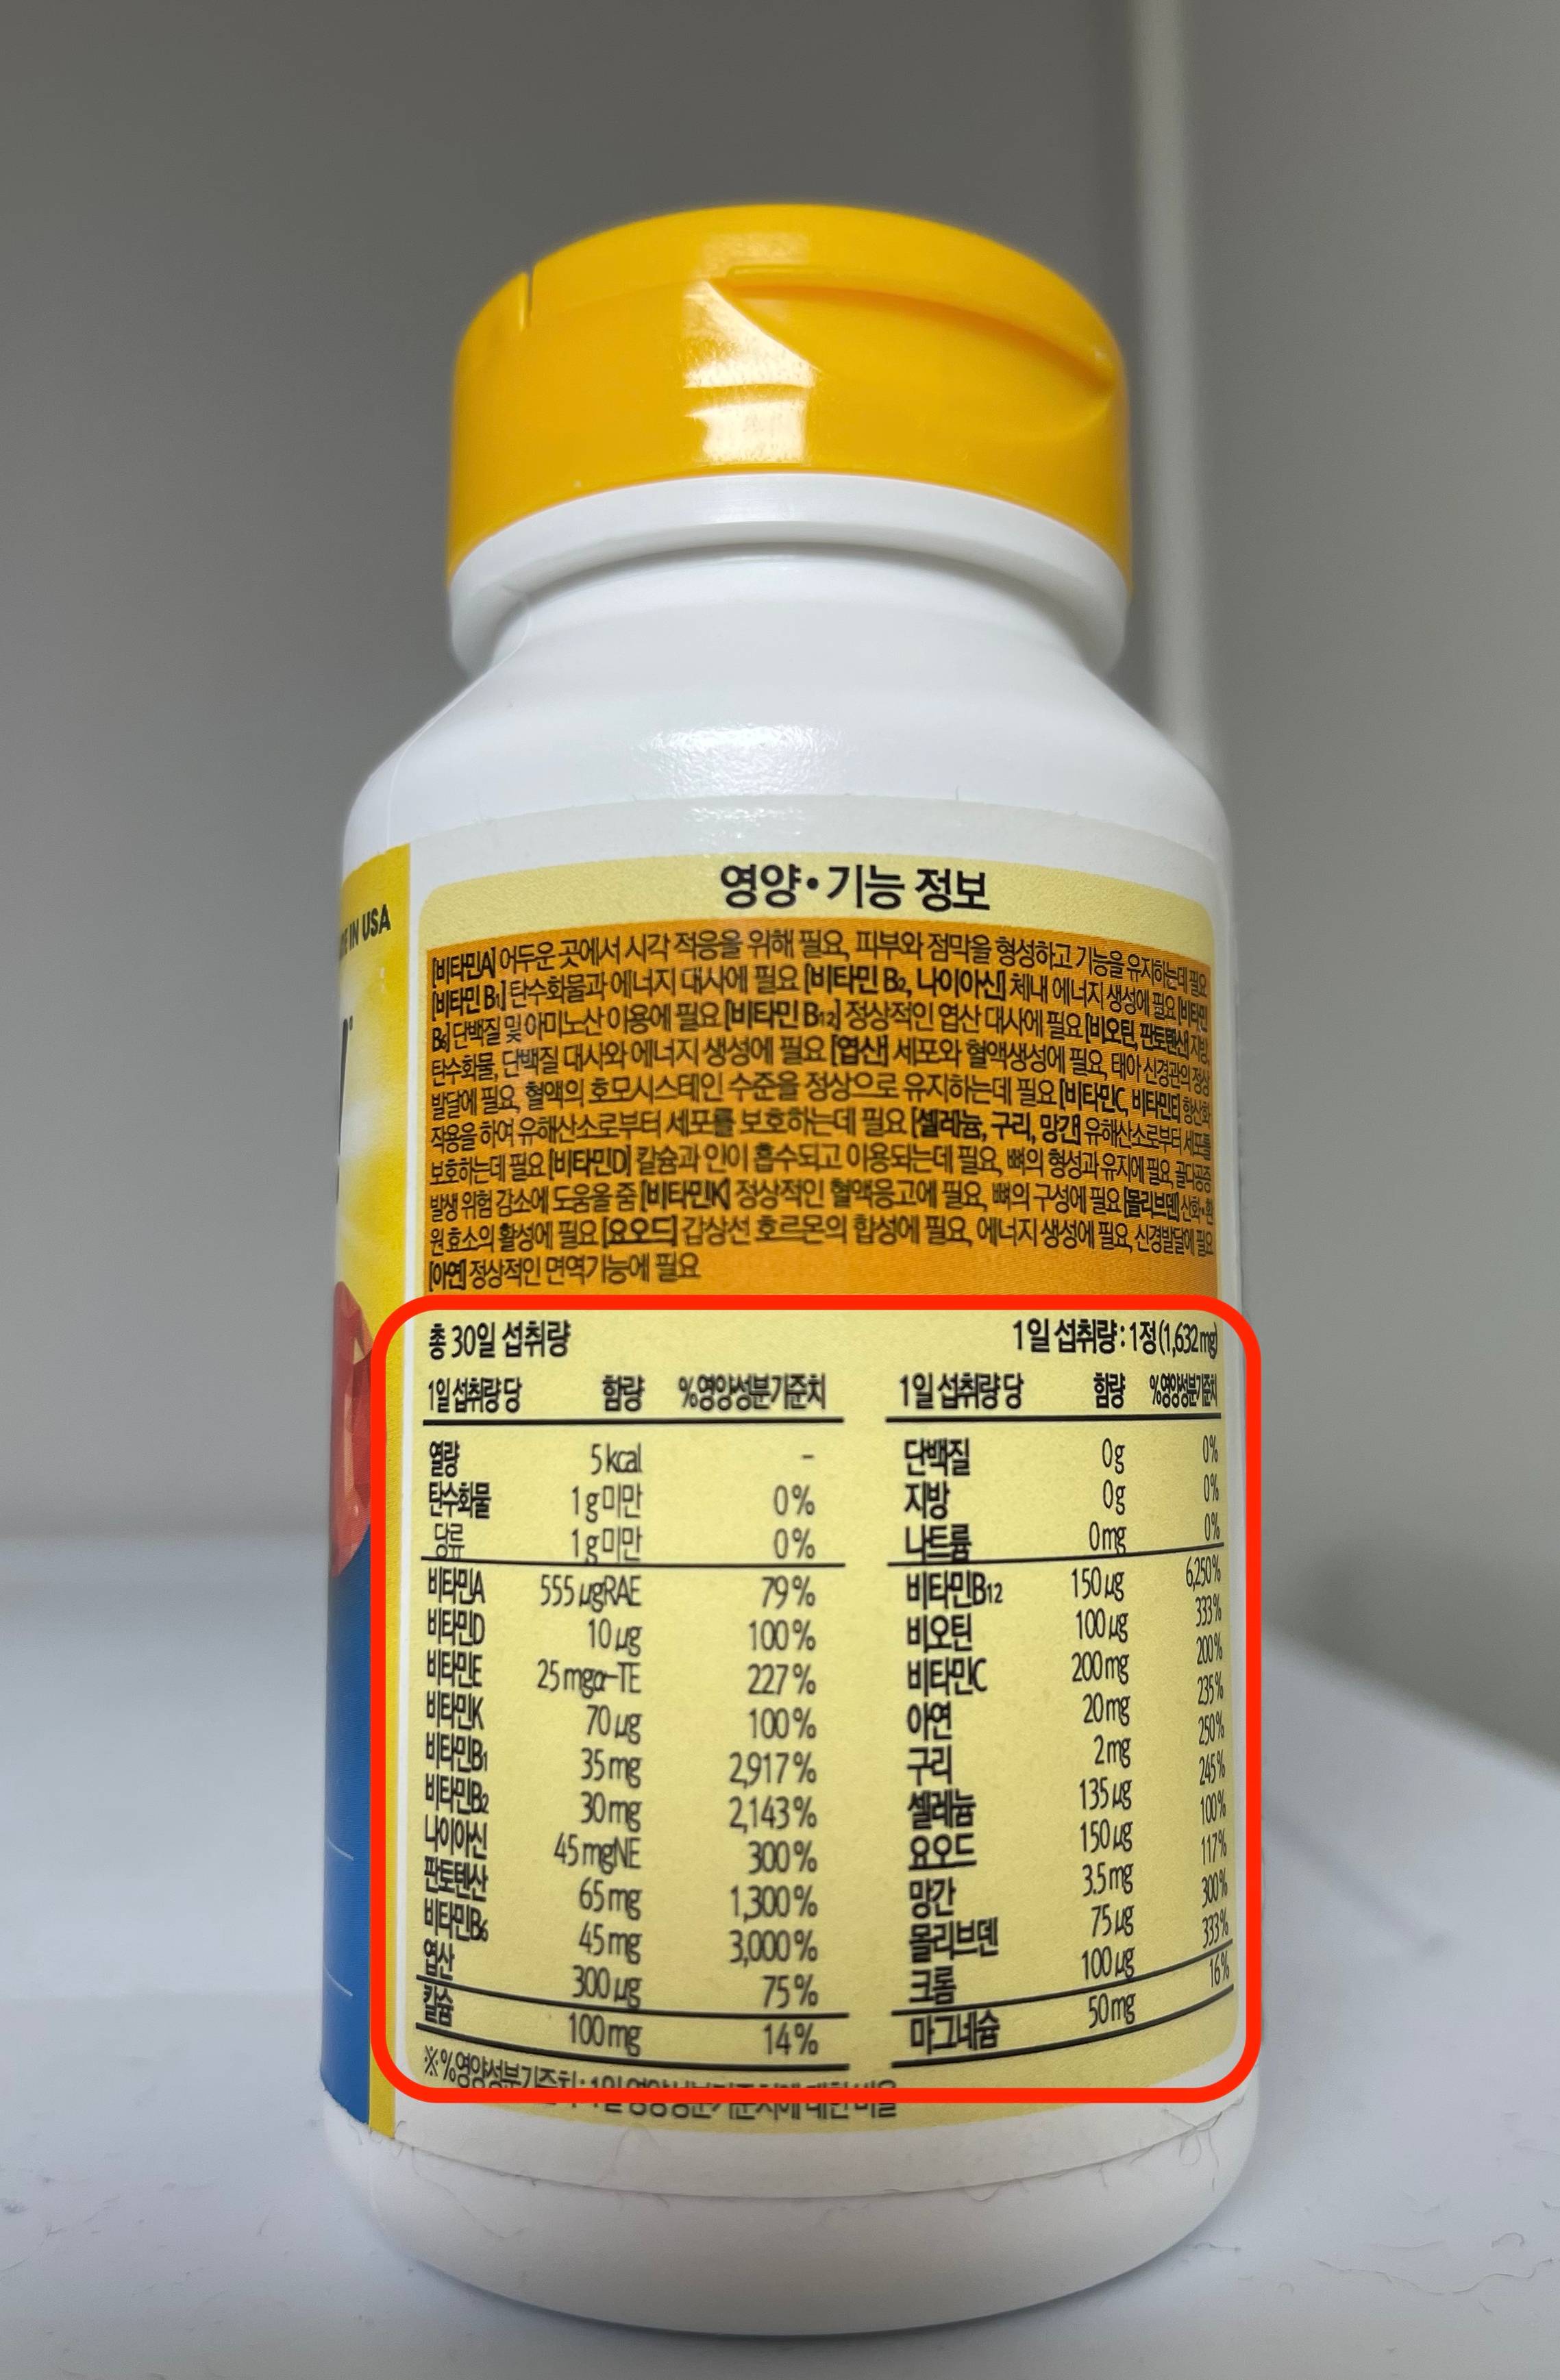 IN USA
영양•기능 정보
[비타민A] 어두운 곳에서 시각 적응을 위해 필요, 피부와 점막을 형성하고 기능을 유지하는데 필요
[비타민 B₁] 탄수화물과 에너지 대사에 필요 [비타민 B₂, 나이아신] 체내 에너지 생성에 필요 [비타민
B₆] 단백질 및 아미노산 이용에 필요 [비타민 B₁₂] 정상적인 엽산 대사에 필요 [비오틴, 판토텐산] 지방,
탄수화물, 단백질 대사와 에너지 생성에 필요 [엽산] 세포와 혈액생성에 필요, 태아 신경관의 정상
발달에 필요, 혈액의 호모시스테인 수준을 정상으로 유지하는데 필요 [비타민C, 비타민E] 항산화
작용을 하여 유해산소로부터 세포를 보호하는데 필요 [셀레늄, 구리, 망간] 유해산소로부터 세포를
보호하는데 필요 [비타민D] 칼슘과 인이 흡수되고 이용되는데 필요, 뼈의 형성과 유지에 필요, 골다공증
발생 위험 감소에 도움을 줌 [비타민K] 정상적인 혈액응고에 필요, 뼈의 구성에 필요 [몰리브덴] 산화•환
원 효소의 활성에 필요 [요오드] 갑상선 호르몬의 합성에 필요, 에너지 생성에 필요, 신경발달에 필요
[아연] 정상적인 면역기능에 필요
총 30일 섭취량 1일 섭취량 : 1정 (1,632 mg)
1일 섭취량 당 함량 %영양성분기준치
열량 5 kcal –
탄수화물 1 g 미만 0 %
당류 1 g 미만 0 %
비타민A 555 µgRAE 79 %
비타민D 10 µg 100 %
비타민E 25 mgα-TE 227 %
비타민K 70 µg 100 %
비타민B₁ 35 mg 2,917 %
비타민B₂ 30 mg 2,143 %
나이아신 45 mgNE 300 %
판토텐산 65 mg 1,300 %
비타민B₆ 45 mg 3,000 %
엽산 300 µg 75 %
칼슘 100 mg 14 %
1일 섭취량 당 함량 %영양성분기준치
단백질 0 g 0 %
지방 0 g 0 %
나트륨 0 mg 0 %
비타민B₁₂ 150 µg 6,250 %
비오틴 100 µg 333 %
비타민C 200 mg 200 %
아연 20 mg 235 %
구리 2 mg 250 %
셀레늄 135 µg 245 %
요오드 150 µg 100 %
망간 3.5 mg 117 %
몰리브덴 75 µg 300 %
크롬 100 µg 333 %
마그네슘 50 mg 16 %
※%영양성분기준치 : 1일 영양성분기준치에 대한 비율